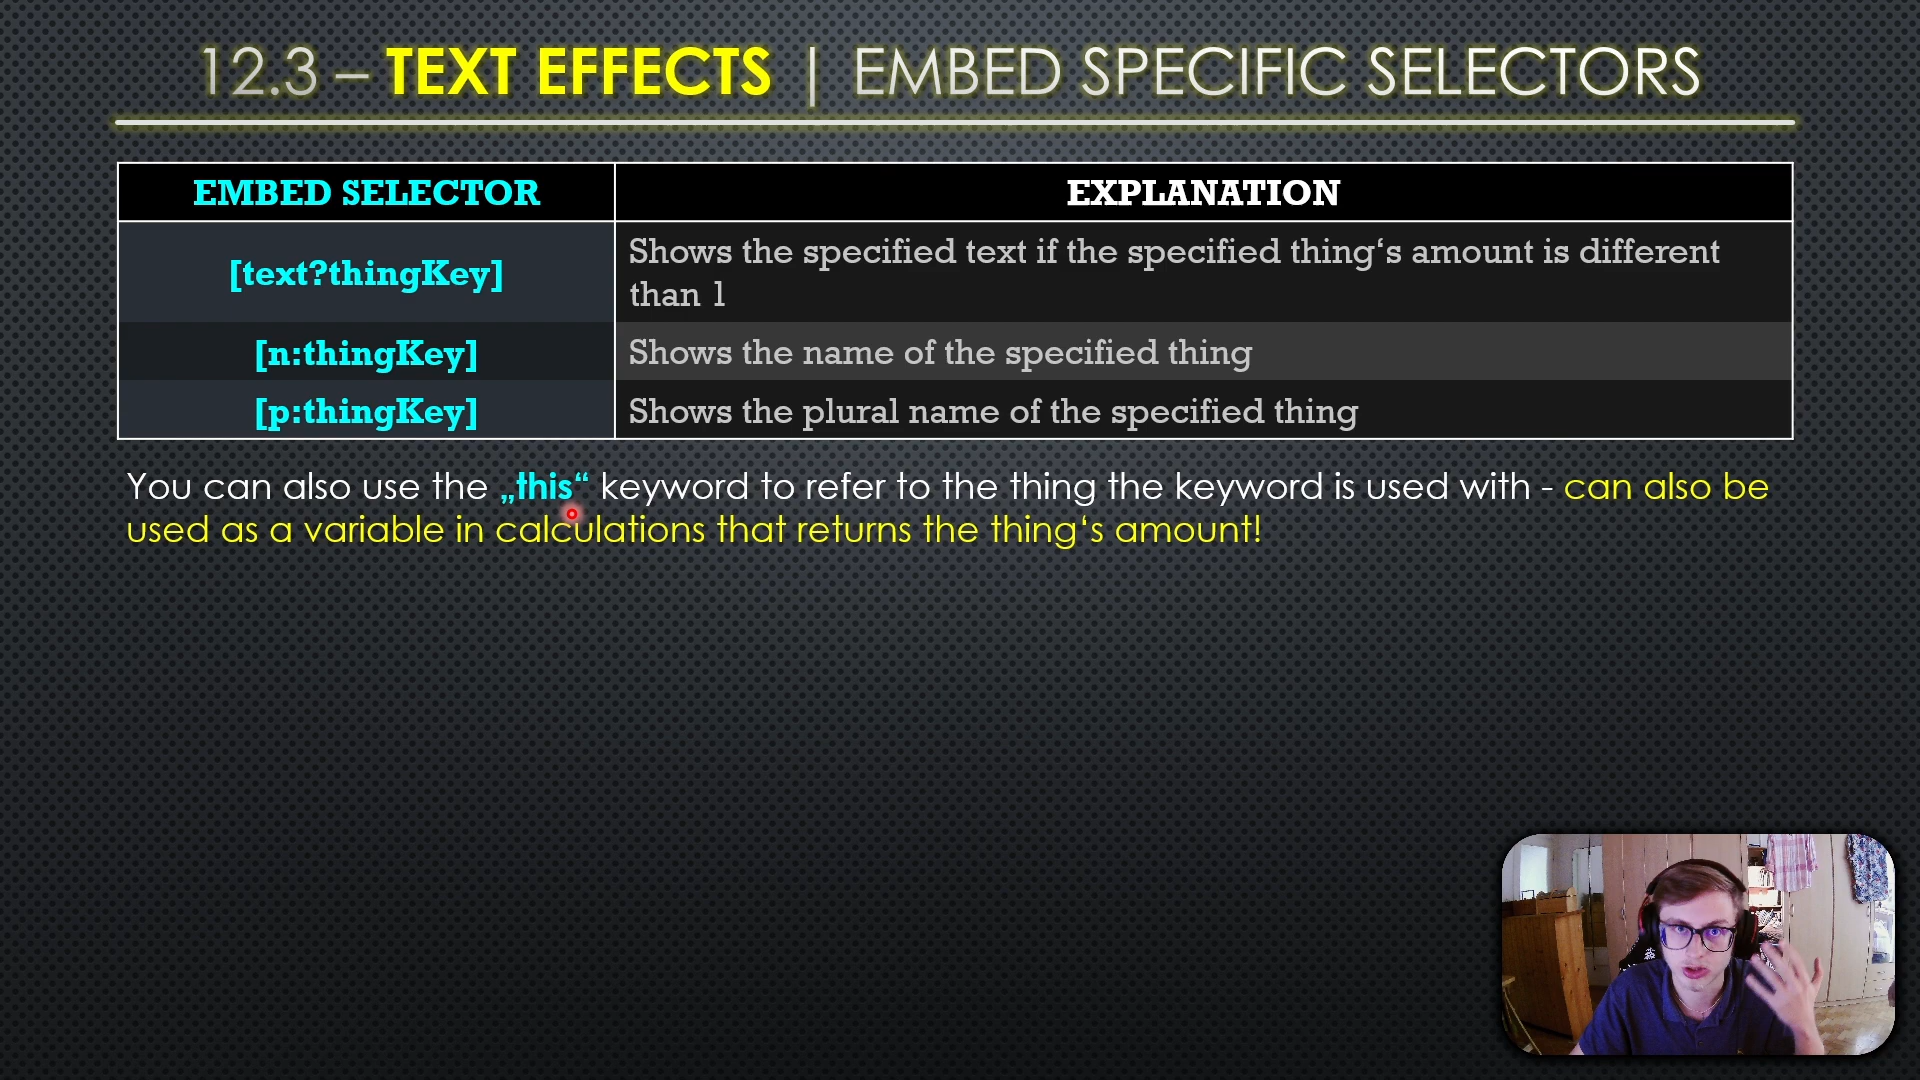 12.3 – TEXT EFFECTS | EMBED SPECIFIC SELECTORS
EMBED SELECTOR
EXPLANATION
[text?thingKey]
Shows the specified text if the specified thing‘s amount is different
than 1
[n:thingKey]
Shows the name of the specified thing
[p:thingKey]
Shows the plural name of the specified thing
You can also use the „this“ keyword to refer to the thing the keyword is used with - can also be
used as a variable in calculations that returns the thing‘s amount!